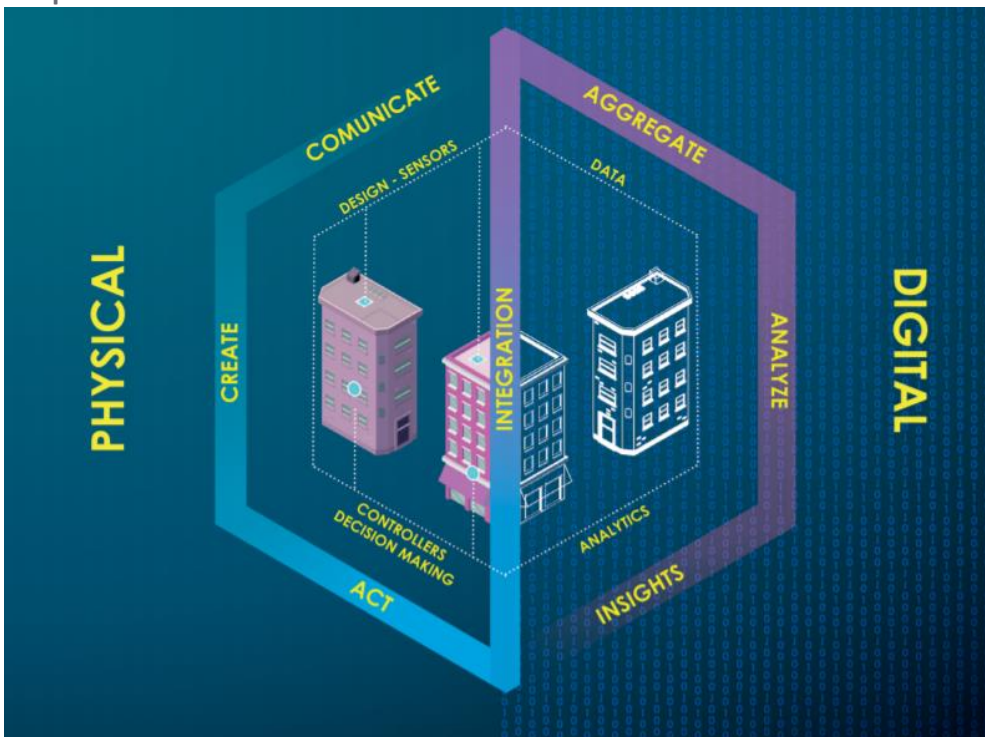 COMUNICATE
AGGREGATE
DESIGN - SENSORS
DATA
PHYSICAL
CREATE
INTEGRATION
ANALYZE
DIGITAL
CONTROLLERS
DECISION MAKING
ANALYTICS
ACT
INSIGHTS